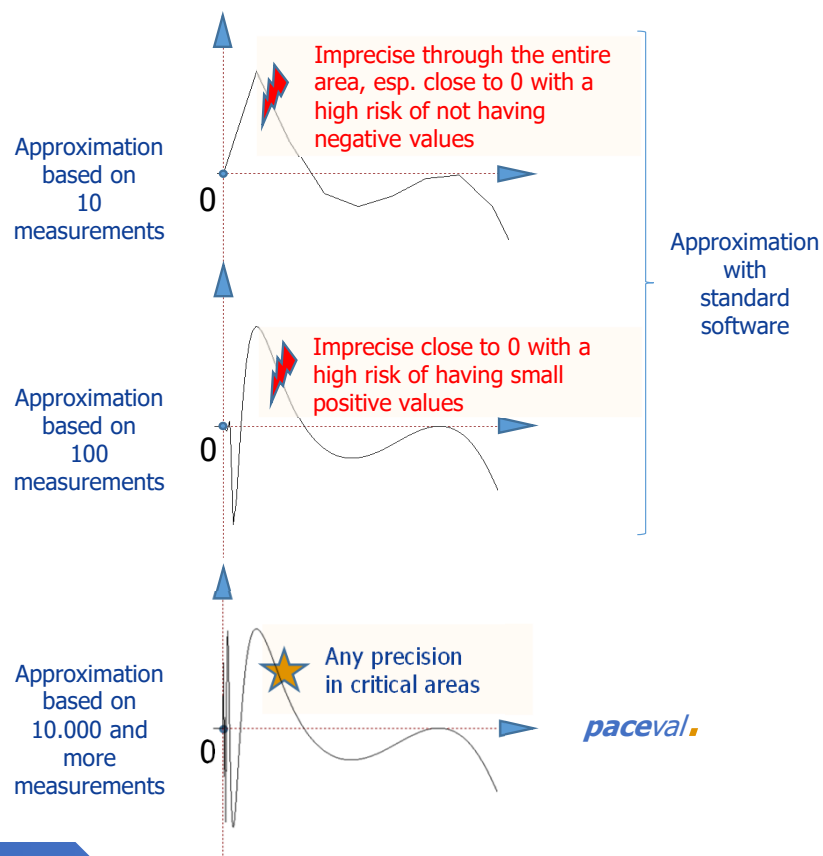 Imprecise through the entire
area, esp. close to 0 with a
high risk of not having
negative values
Approximation
based on
10
measurements
0
Approximation
with
standard
software
Imprecise close to 0 with a
high risk of having small
positive values
Approximation
based on
100
measurements
0
Any precision
in critical areas
Approximation
based on
10.000 and
more
measurements
0
paceval.